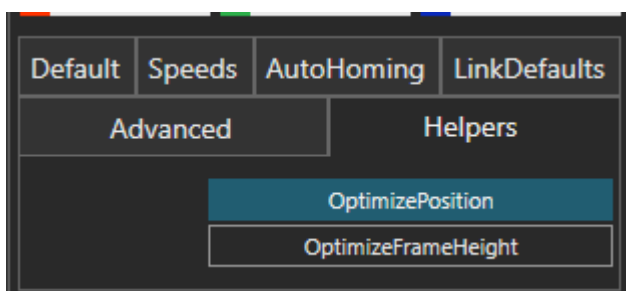 Default Speeds AutoHoming LinkDefaults
Advanced Helpers
OptimizePosition
OptimizeFrameHeight